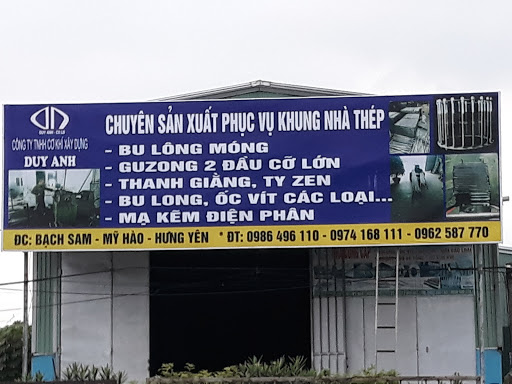 DUY ANH - CO.LTD
CÔNG TY TNHH CƠ KHÍ XÂY DỰNG
DUY ANH
CHUYÊN SẢN XUẤT PHỤC VỤ KHUNG NHÀ THÉP
- BU LÔNG MÓNG
- GUZONG 2 ĐẦU CỠ LỚN
- THANH GIẰNG, TY ZEN
- BU LONG, ỐC VÍT CÁC LOẠI...
- MẠ KẼM ĐIỆN PHÂN
ĐC: BẠCH SAM - MỸ HÀO - HƯNG YÊN * ĐT: 0986 496 110 - 0974 168 111 - 0962 587 770